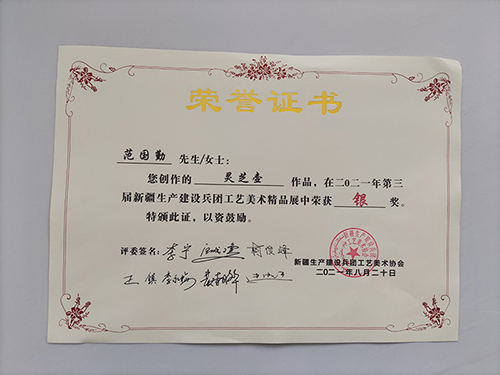 荣誉证书
范国勤 先生/女士:
您创作的 灵芝壶 作品，在二〇二一年第三
届新疆生产建设兵团工艺美术精品展中荣获 银 奖。
特颁此证，以资鼓励。
评委签名: 李宁
新疆生产建设兵团工艺美术协会
二〇二一年八月二十日